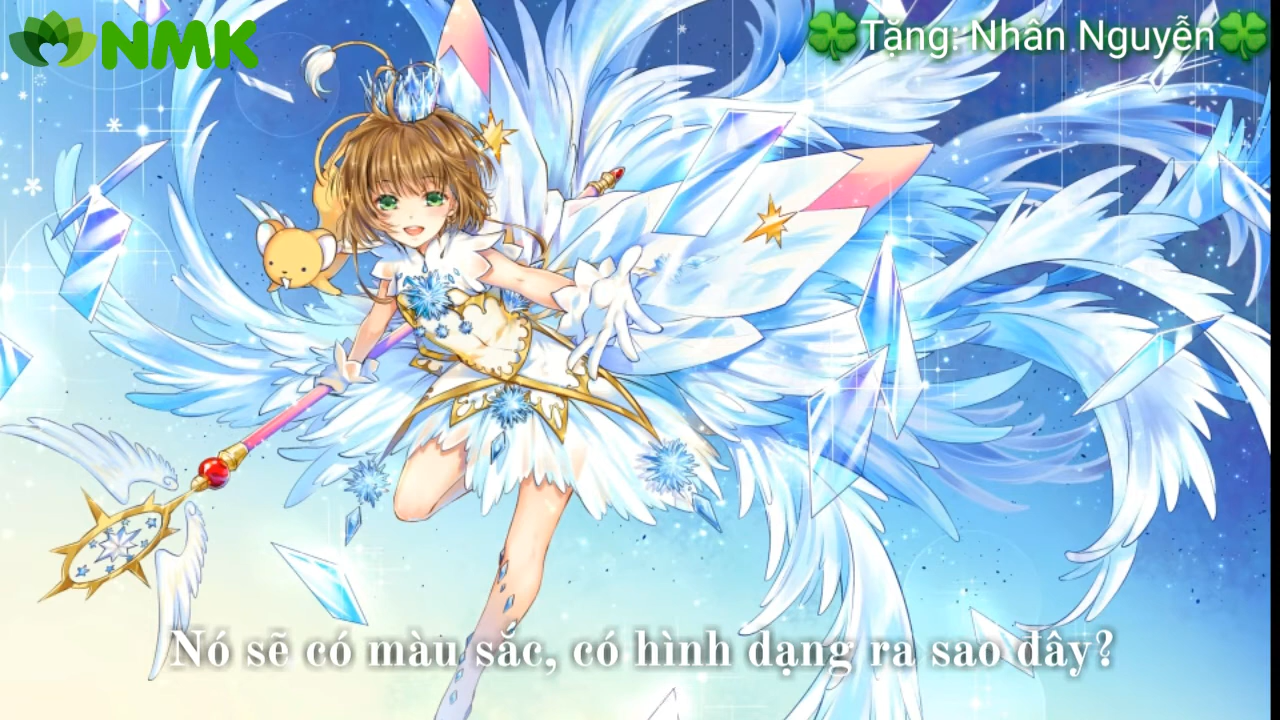 NMK
🍀Tặng: Nhân Nguyễn🍀
Nó sẽ có màu sắc, có hình dạng ra sao đây?